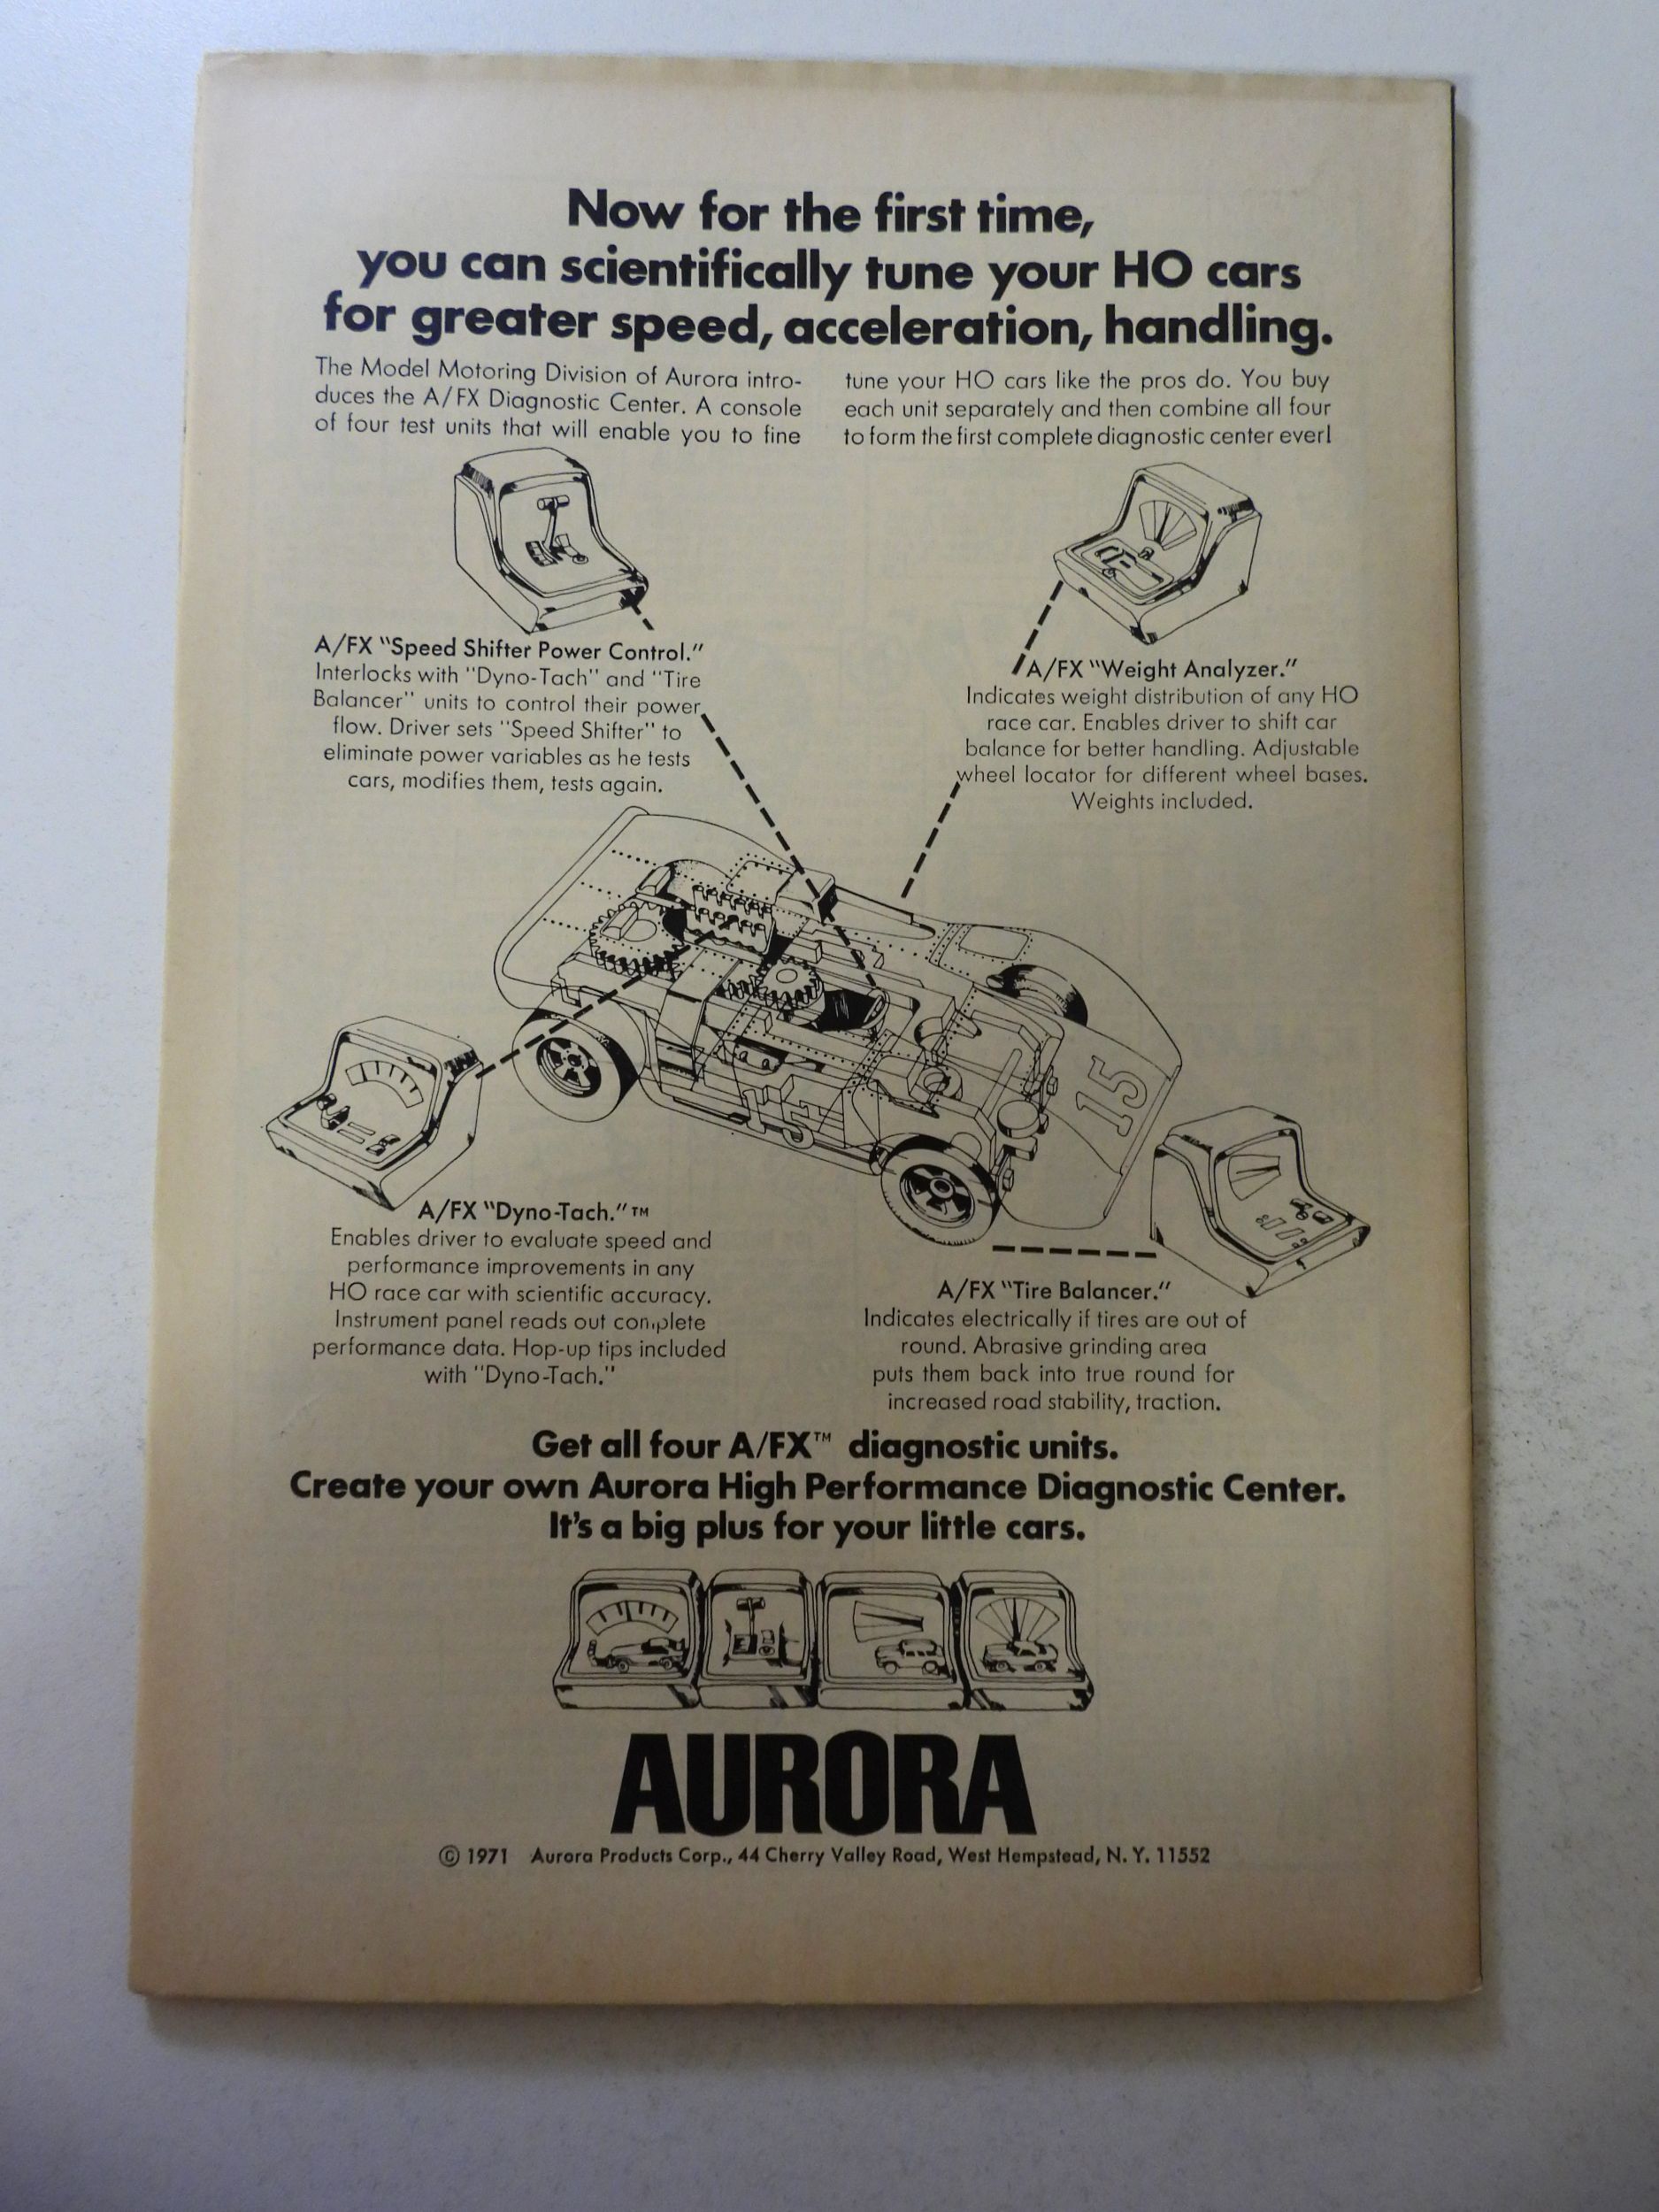 Now for the first time,
you can scientifically tune your HO cars
for greater speed, acceleration, handling.
The Model Motoring Division of Aurora intro-
duces the A/FX Diagnostic Center. A console
of four test units that will enable you to fine
tune your HO cars like the pros do. You buy
each unit separately and then combine all four
to form the first complete diagnostic center ever!
A/FX "Speed Shifter Power Control."
Interlocks with "Dyno-Tach" and "Tire
Balancer" units to control their power
flow. Driver sets "Speed Shifter" to
eliminate power variables as he tests
cars, modifies them, tests again.
A/FX "Weight Analyzer."
Indicates weight distribution of any HO
race car. Enables driver to shift car
balance for better handling. Adjustable
wheel locator for different wheel bases.
Weights included.
15
15
A/FX "Dyno-Tach."™
Enables driver to evaluate speed and
performance improvements in any
HO race car with scientific accuracy.
Instrument panel reads out complete
performance data. Hop-up tips included
with "Dyno-Tach."
A/FX "Tire Balancer."
Indicates electrically if tires are out of
round. Abrasive grinding area
puts them back into true round for
increased road stability, traction.
Get all four A/FX™ diagnostic units.
Create your own Aurora High Performance Diagnostic Center.
It's a big plus for your little cars.
AURORA
© 1971 Aurora Products Corp., 44 Cherry Valley Road, West Hempstead, N. Y. 11552